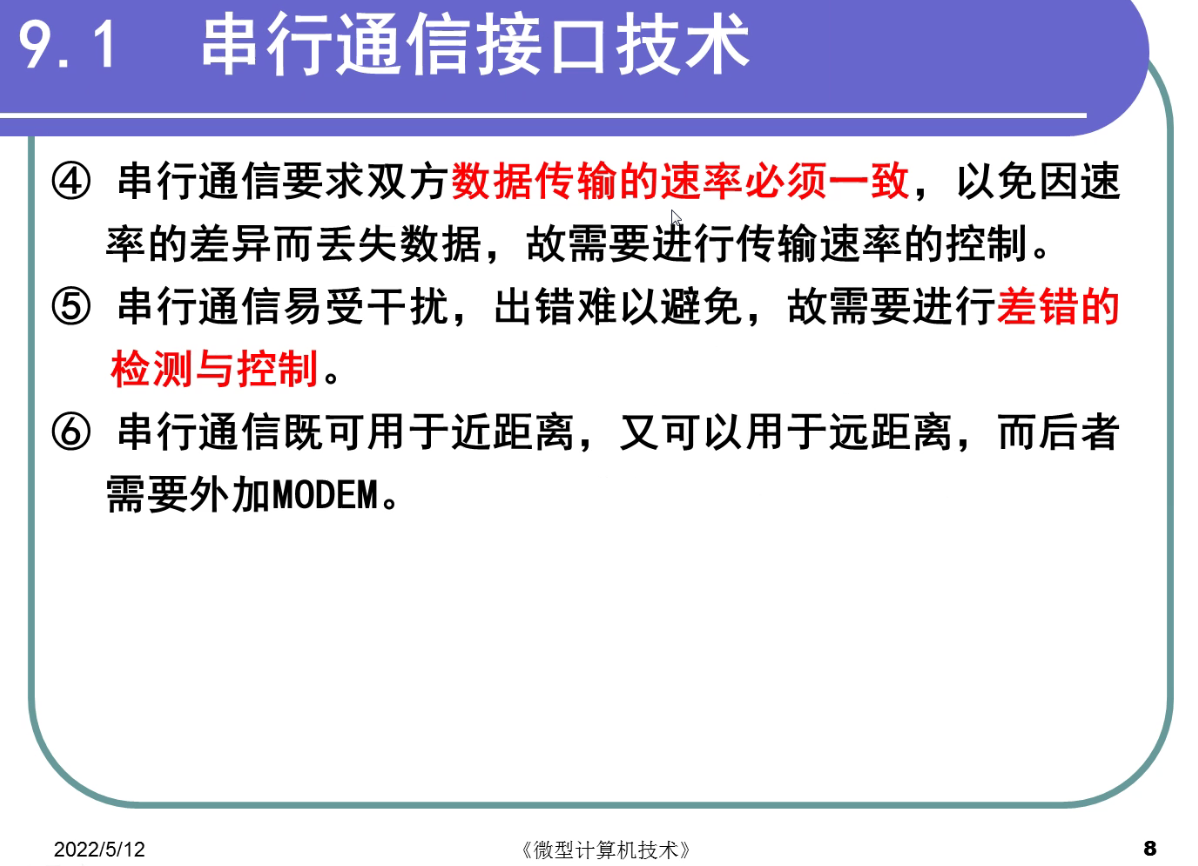 9.1 串行通信接口技术
④ 串行通信要求双方数据传输的速率必须一致，以免因速
率的差异而丢失数据，故需要进行传输速率的控制。
⑤ 串行通信易受干扰，出错难以避免，故需要进行差错的
检测与控制。
⑥ 串行通信既可用于近距离，又可以用于远距离，而后者
需要外加MODEM。
2022/5/12
《微型计算机技术》
8